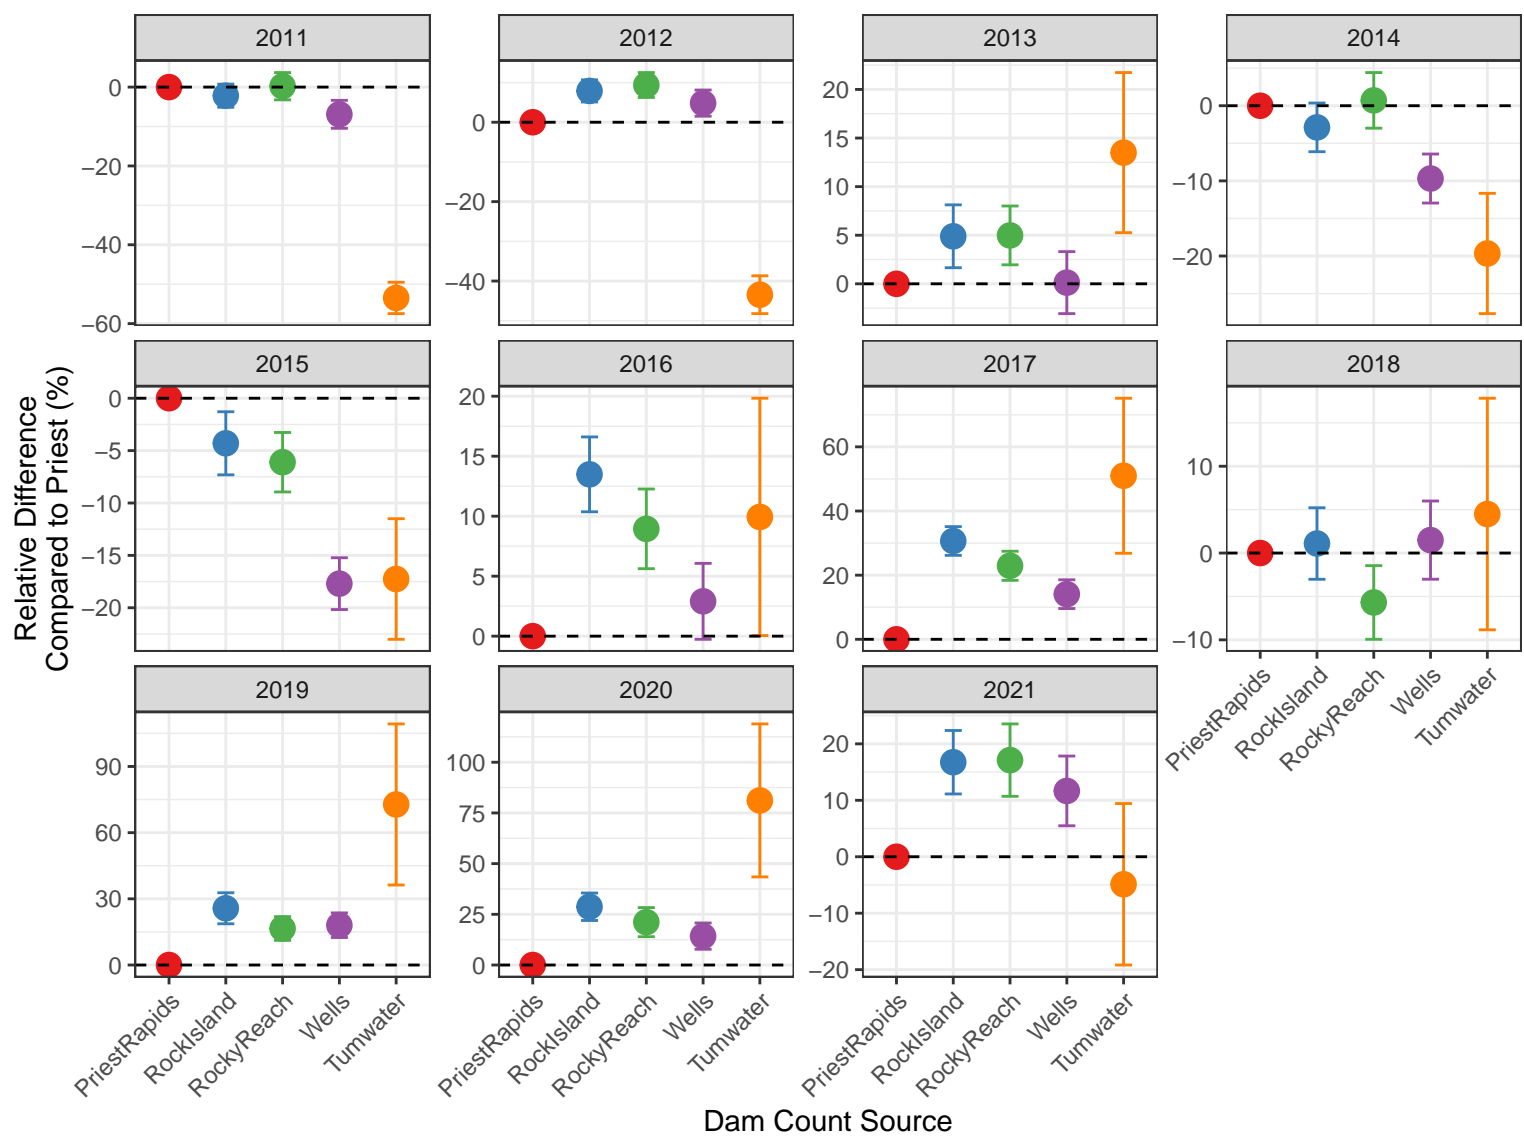 2011
2012
2013
2014
0
−20
−40
−60
0
−20
−40
20
15
10
5
0
0
−10
−20
2015
2016
2017
2018
0
−5
−10
−15
−20
20
15
10
5
0
60
40
20
0
10
0
−10
2019
2020
2021
90
60
30
0
100
75
50
25
0
20
10
0
−10
−20
PriestRapids
RockIsland
RockyReach
Wells
Tumwater
PriestRapids
RockIsland
RockyReach
Wells
Tumwater
PriestRapids
RockIsland
RockyReach
Wells
Tumwater
PriestRapids
RockIsland
RockyReach
Wells
Tumwater
Relative Difference
Compared to Priest (%)
Dam Count Source